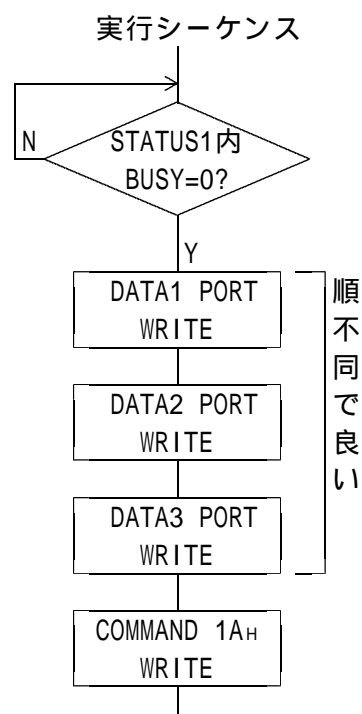 実行シーケンス
STATUS1内
BUSY=0?
N
Y
DATA1 PORT
WRITE
DATA2 PORT
WRITE
DATA3 PORT
WRITE
順不同で良い
COMMAND 1AH
WRITE